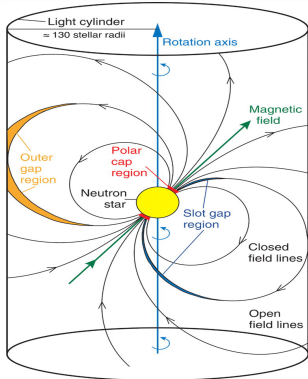 Light cylinder
≈ 130 stellar radii
Rotation axis
Magnetic
field
Polar
cap
region
Outer
gap
region
Neutron
star
Slot gap
region
Closed
field lines
Open
field lines